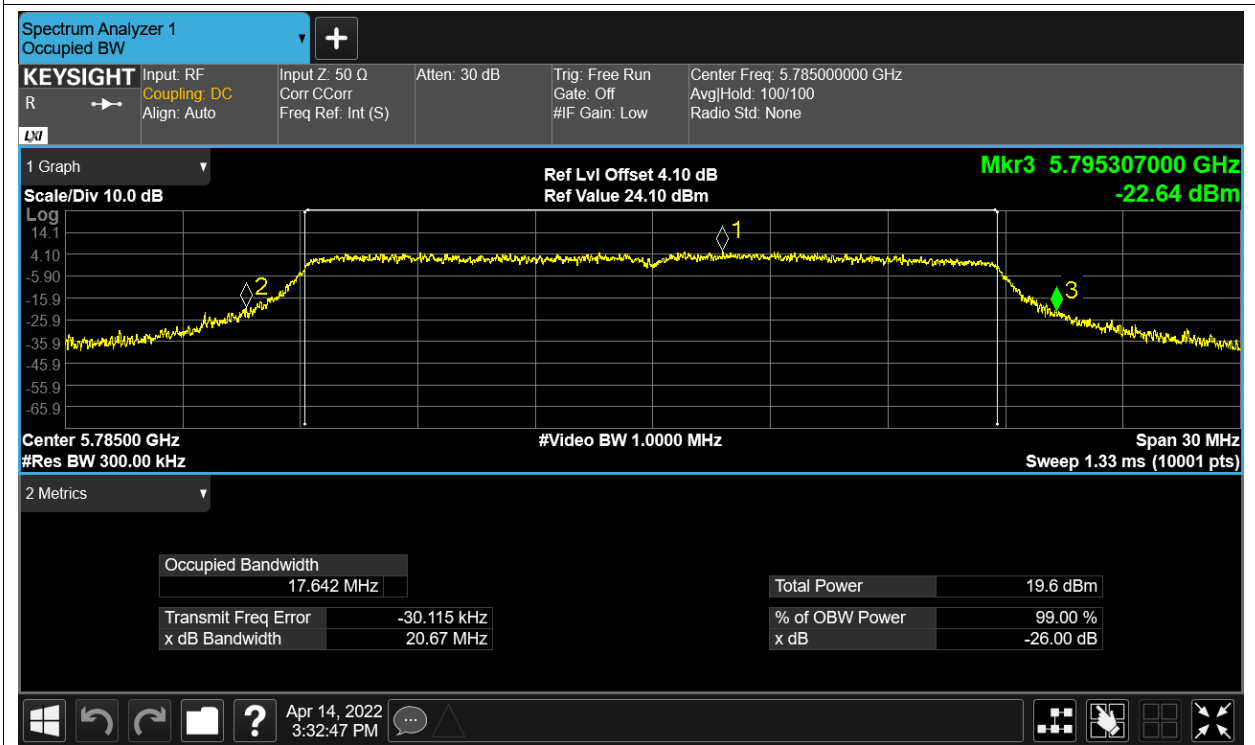 Spectrum Analyzer 1
Occupied BW
KEYSIGHT
R
LXI
Input: RF
Coupling: DC
Align: Auto
Input Z: 50 Ω
Corr CCorr
Freq Ref: Int (S)
Atten: 30 dB
Trig: Free Run
Gate: Off
#IF Gain: Low
Center Freq: 5.785000000 GHz
Avg|Hold: 100/100
Radio Std: None
1 Graph
Scale/Div 10.0 dB
Ref Lvl Offset 4.10 dB
Ref Value 24.10 dBm
Mkr3 5.795307000 GHz
-22.64 dBm
Log
14.1
4.10
-5.90
-15.9
-25.9
-35.9
-45.9
-55.9
-65.9
1
2
3
Center 5.78500 GHz
#Video BW 1.0000 MHz
Span 30 MHz
#Res BW 300.00 kHz
Sweep 1.33 ms (10001 pts)
2 Metrics
Occupied Bandwidth
17.642 MHz
Total Power 19.6 dBm
Transmit Freq Error -30.115 kHz
% of OBW Power 99.00 %
x dB Bandwidth 20.67 MHz
x dB -26.00 dB
?
Apr 14, 2022
3:32:47 PM